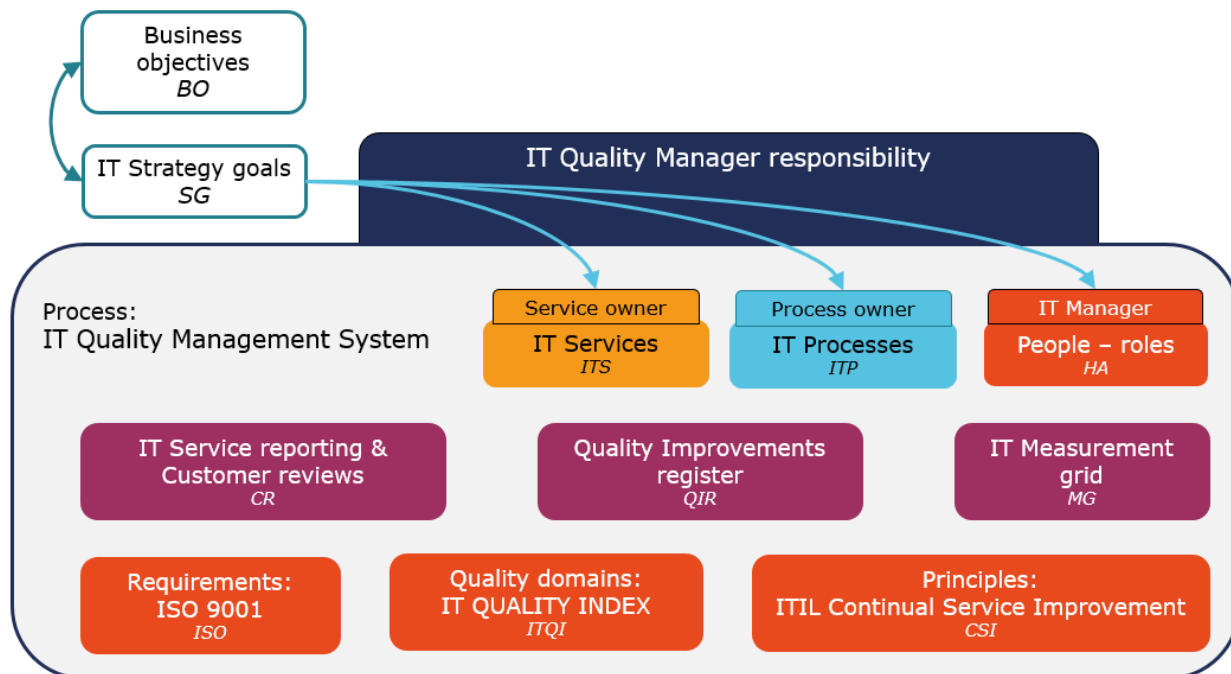 Business
objectives
BO
IT Strategy goals
SG
IT Quality Manager responsibility
Process:
IT Quality Management System
Service owner
IT Services
ITS
Process owner
IT Processes
ITP
IT Manager
People – roles
HA
IT Service reporting &
Customer reviews
CR
Quality Improvements
register
QIR
IT Measurement
grid
MG
Requirements:
ISO 9001
ISO
Quality domains:
IT QUALITY INDEX
ITQI
Principles:
ITIL Continual Service Improvement
CSI